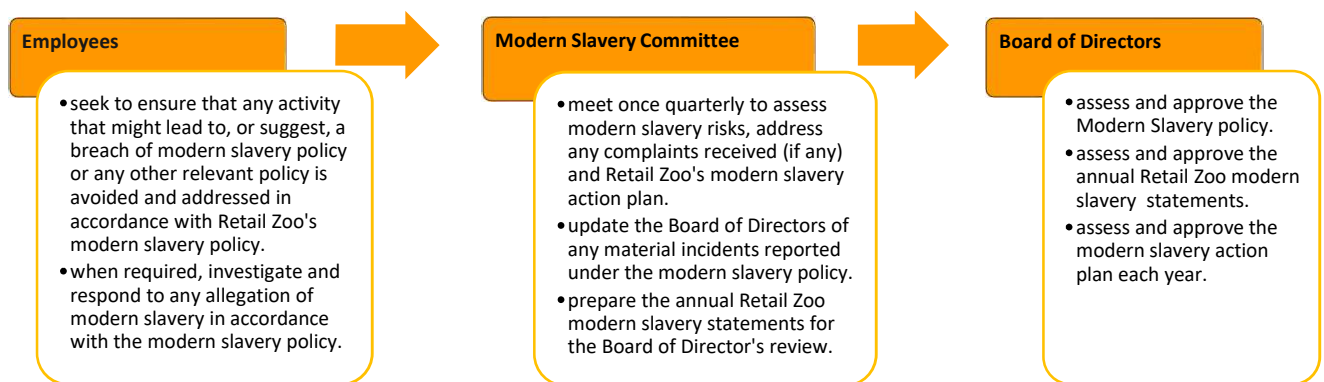 Employees
• seek to ensure that any activity
that might lead to, or suggest, a
breach of modern slavery policy
or any other relevant policy is
avoided and addressed in
accordance with Retail Zoo's
modern slavery policy.
• when required, investigate and
respond to any allegation of
modern slavery in accordance
with the modern slavery policy.
Modern Slavery Committee
• meet once quarterly to assess
modern slavery risks, address
any complaints received (if any)
and Retail Zoo's modern slavery
action plan.
• update the Board of Directors of
any material incidents reported
under the modern slavery policy.
• prepare the annual Retail Zoo
modern slavery statements for
the Board of Director's review.
Board of Directors
• assess and approve the
Modern Slavery policy.
• assess and approve the
annual Retail Zoo modern
slavery statements.
• assess and approve the
modern slavery action
plan each year.